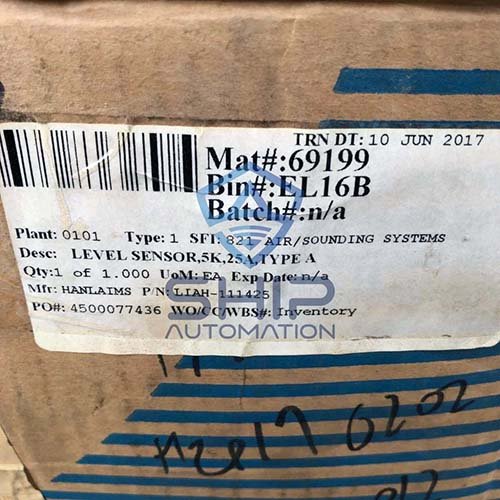 TRN DT: 10 JUN 2017
Mat#:69199
Bin#:EL16B
Batch#:n/a
Plant: 0101 Type: 1 SFI: 821 AIR/SOUNDING SYSTEMS
Desc: LEVEL SENSOR,5K,25A,TYPE A
Qty:1 of 1.000 UoM: EA Exp Date: n/a
Mfr: HANLAIMS P/N:LIAH-111425
PO#: 4500077436 WO/CC/WBS#: Inventory
SHIP
AUTOMATION
0202